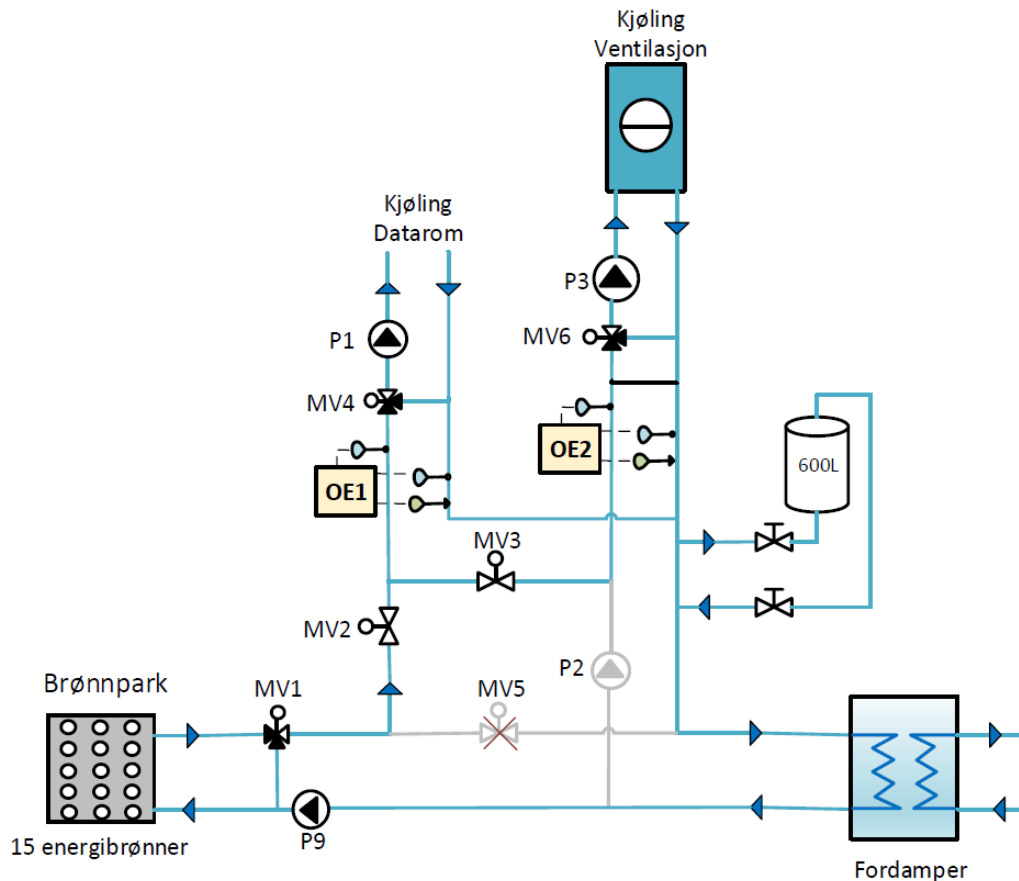 Kjøling
Ventilasjon
Kjøling
Datarom
P3
P1
MV6
MV4
OE2
600L
OE1
MV3
MV2
P2
Brønnpark
MV1
MV5
P9
15 energibrønner
Fordamper